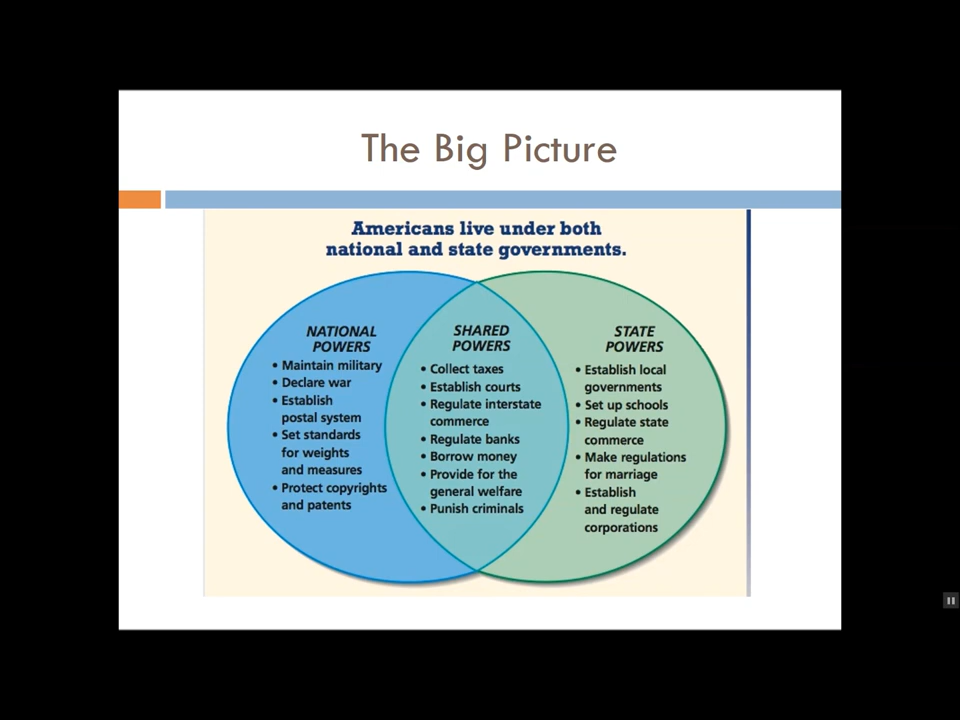 The Big Picture
Americans live under both
national and state governments.
NATIONAL
POWERS
• Maintain military
• Declare war
• Establish
postal system
• Set standards
for weights
and measures
• Protect copyrights
and patents
SHARED
POWERS
• Collect taxes
• Establish courts
• Regulate interstate
commerce
• Regulate banks
• Borrow money
• Provide for the
general welfare
• Punish criminals
STATE
POWERS
• Establish local
governments
• Set up schools
• Regulate state
commerce
• Make regulations
for marriage
• Establish
and regulate
corporations